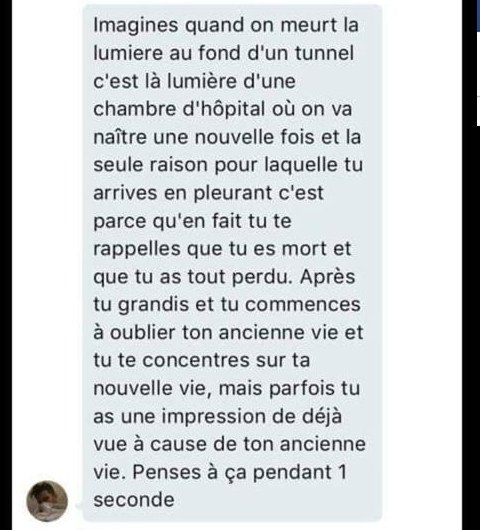 Imagines quand on meurt la
lumiere au fond d'un tunnel
c'est là lumière d'une
chambre d'hôpital où on va
naître une nouvelle fois et la
seule raison pour laquelle tu
arrives en pleurant c'est
parce qu'en fait tu te
rappelles que tu es mort et
que tu as tout perdu. Après
tu grandis et tu commences
à oublier ton ancienne vie et
tu te concentres sur ta
nouvelle vie, mais parfois tu
as une impression de déjà
vue à cause de ton ancienne
vie. Penses à ça pendant 1
seconde